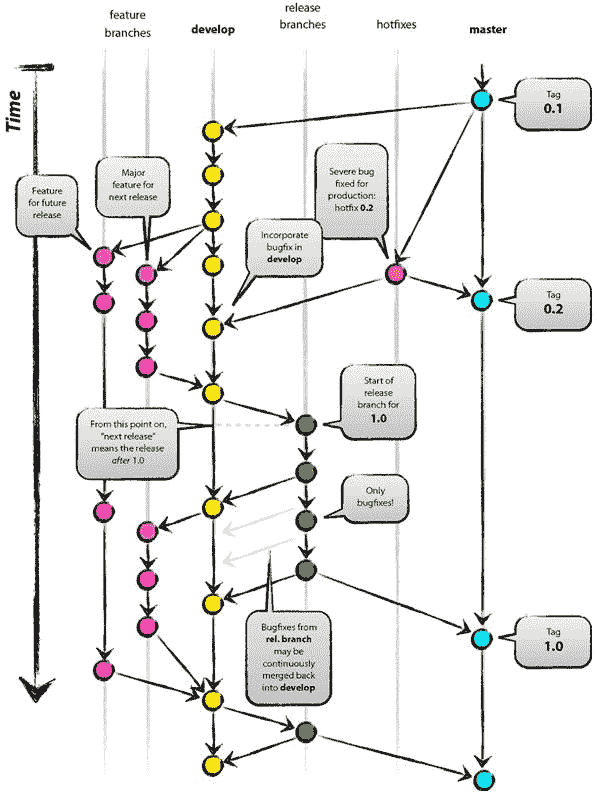 feature
branches
develop
release
branches
hotfixes
master
Time
Tag
0.1
Major
feature for
next release
Feature
for future
release
Severe bug
fixed for
production:
hotfix 0.2
Incorporate
bugfix in
develop
Tag
0.2
Start of
release
branch for
1.0
From this point on,
"next release"
means the release
after 1.0
Only
bugfixes!
Bugfixes from
rel. branch
may be
continuously
merged back
into develop
Tag
1.0